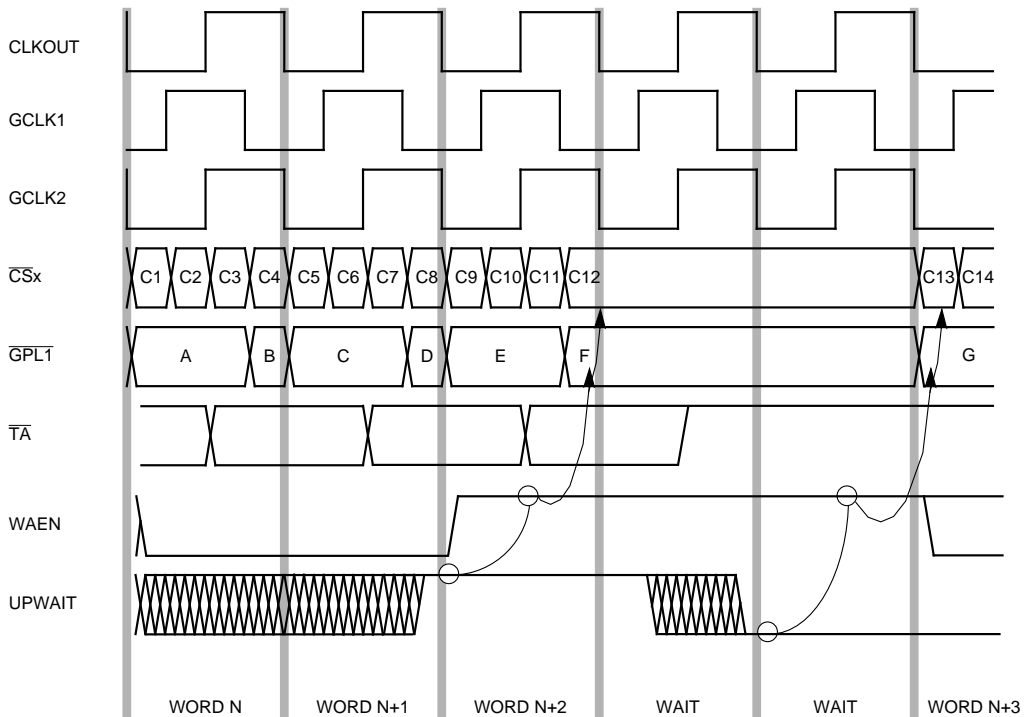 CLKOUT
GCLK1
GCLK2
CSx C1 C2 C3 C4 C5 C6 C7 C8 C9 C10 C11 C12 C13 C14
GPL1 A B C D E F G
TA
WAEN
UPWAIT
WORD N WORD N+1 WORD N+2 WAIT WAIT WORD N+3